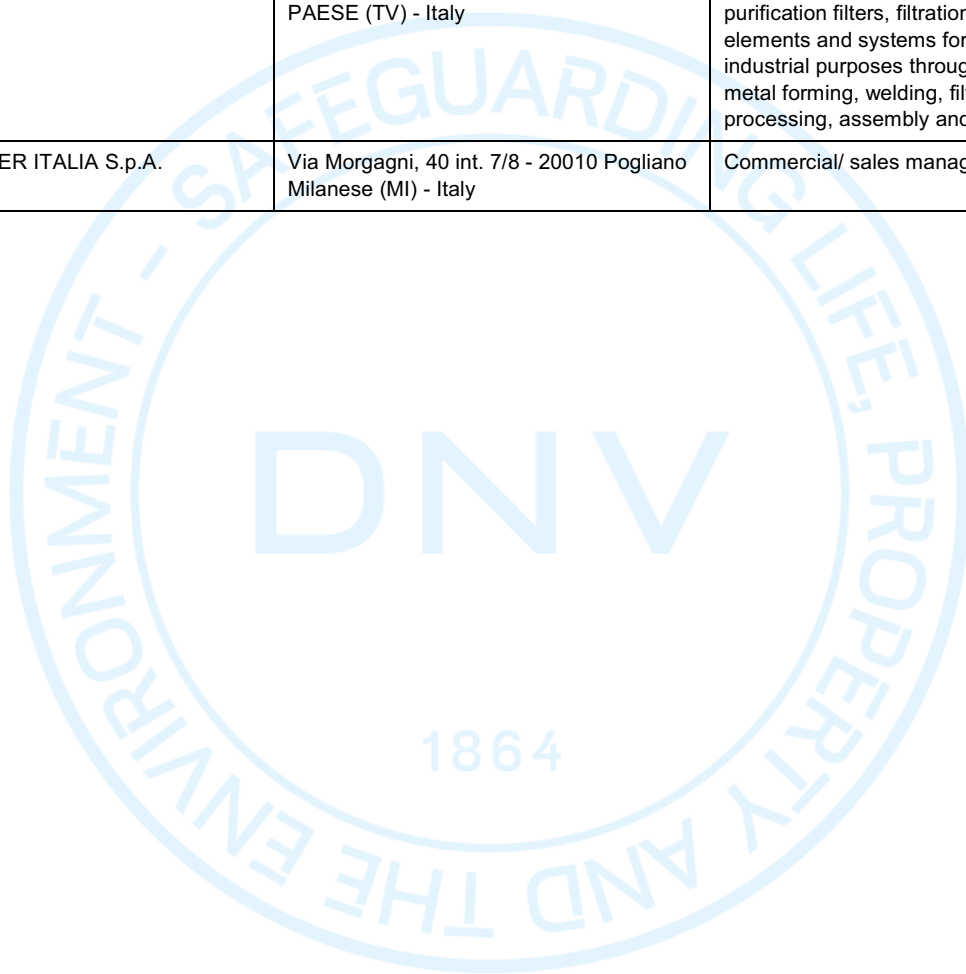 PAESE (TV) - Italy
purification filters, filtration
elements and systems for
industrial purposes throug
metal forming, welding, fil
processing, assembly and
ER ITALIA S.p.A.
Via Morgagni, 40 int. 7/8 - 20010 Pogliano
Milanese (MI) - Italy
Commercial/ sales manag
SAFEGUARDING LIFE, PROPERTY AND THE ENVIRONMENT -
DNV
1864